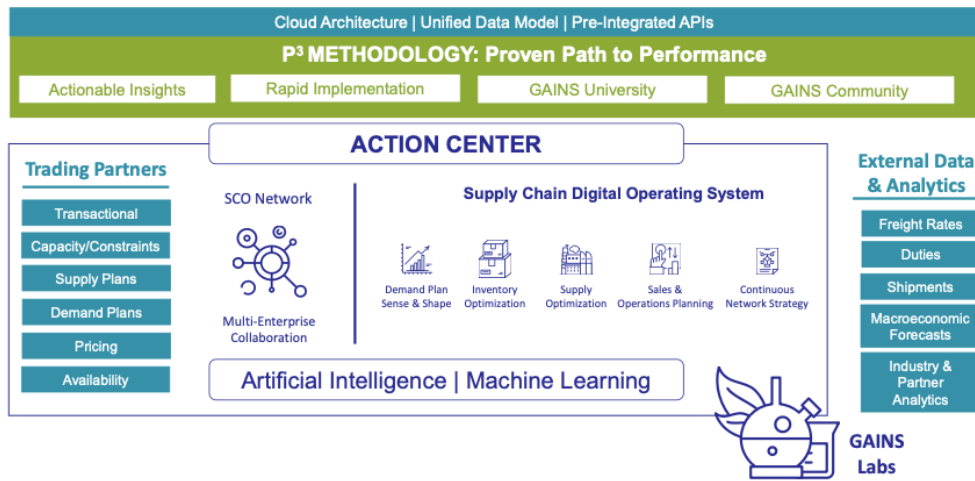 Cloud Architecture | Unified Data Model | Pre-Integrated APIs
P³ METHODOLOGY: Proven Path to Performance
Actionable Insights
Rapid Implementation
GAINS University
GAINS Community
ACTION CENTER
Trading Partners
Transactional
Capacity/Constraints
Supply Plans
Demand Plans
Pricing
Availability
SCO Network
Multi-Enterprise
Collaboration
Supply Chain Digital Operating System
Demand Plan
Sense & Shape
Inventory
Optimization
Supply
Optimization
Sales &
Operations Planning
Continuous
Network Strategy
Artificial Intelligence | Machine Learning
External Data
& Analytics
Freight Rates
Duties
Shipments
Macroeconomic
Forecasts
Industry &
Partner
Analytics
GAINS
Labs